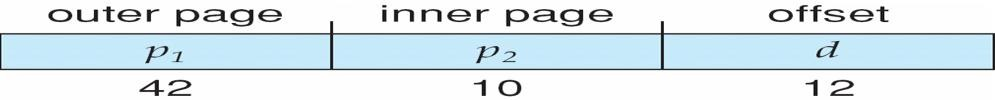 outer page inner page offset
p1 p2 d
42 10 12